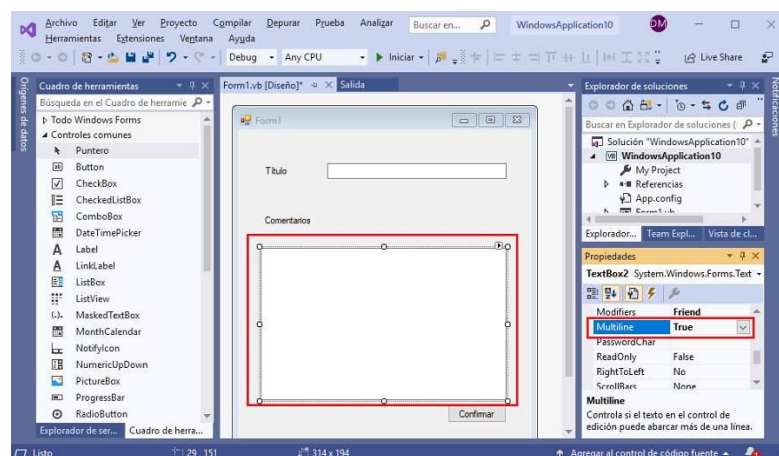 Archivo Editar Ver Proyecto Compilar Depurar Prueba Analizar Buscar en... WindowsApplication10 DM
Herramientas Extensiones Ventana Ayuda
Debug Any CPU Iniciar Live Share
Orígenes de datos
Cuadro de herramientas
Búsqueda en el Cuadro de herramie
Todo Windows Forms
Controles comunes
Puntero
Button
CheckBox
CheckedListBox
ComboBox
DateTimePicker
Label
LinkLabel
ListBox
ListView
MaskedTextBox
MonthCalendar
NotifyIcon
NumericUpDown
PictureBox
ProgressBar
RadioButton
Explorador de ser... Cuadro de herra...
Form1.vb [Diseño]* Salida
Form1
Título
Comentarios
Confirmar
Explorador de soluciones
Buscar en Explorador de soluciones (
Solución "WindowsApplication10"
WindowsApplication10
My Project
Referencias
App.config
Form1.vb
Explorador... Team Expl... Vista de cl...
Propiedades
TextBox2 System.Windows.Forms.Text
Modifiers Friend
Multiline True
PasswordChar
ReadOnly False
RightToLeft No
ScrollBars None
Multiline
Controla si el texto en el control de
edición puede abarcar más de una línea.
Notificaciones
Listo 29, 151 314 x 194 Agregar al control de código fuente